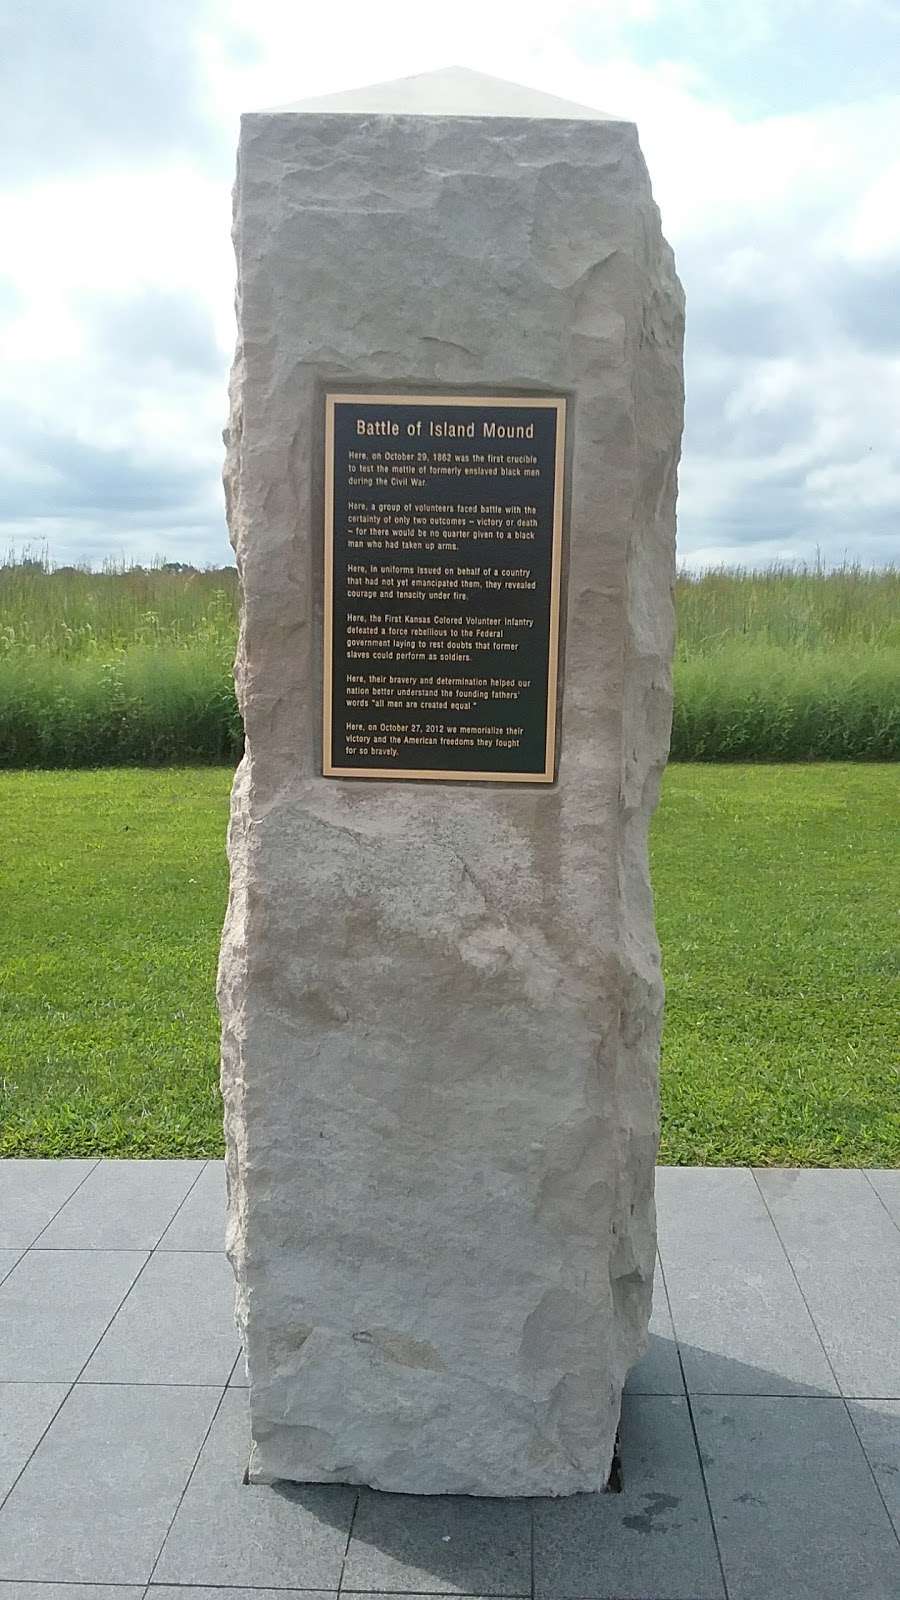 Battle of Island Mound
Here, on October 29, 1862 was the first crucible
to test the mettle of formerly enslaved black men
during the Civil War.
Here, a group of volunteers faced battle with the
certainty of only two outcomes – victory or death
– for there would be no quarter given to a black
man who had taken up arms.
Here, in uniforms issued on behalf of a country
that had not yet emancipated them, they revealed
courage and tenacity under fire.
Here, the First Kansas Colored Volunteer Infantry
defeated a force rebellious to the Federal
government laying to rest doubts that former
slaves could perform as soldiers.
Here, their bravery and determination helped our
nation better understand the founding fathers'
words "all men are created equal."
Here, on October 27, 2012 we memorialize their
victory and the American freedoms they fought
for so bravely.